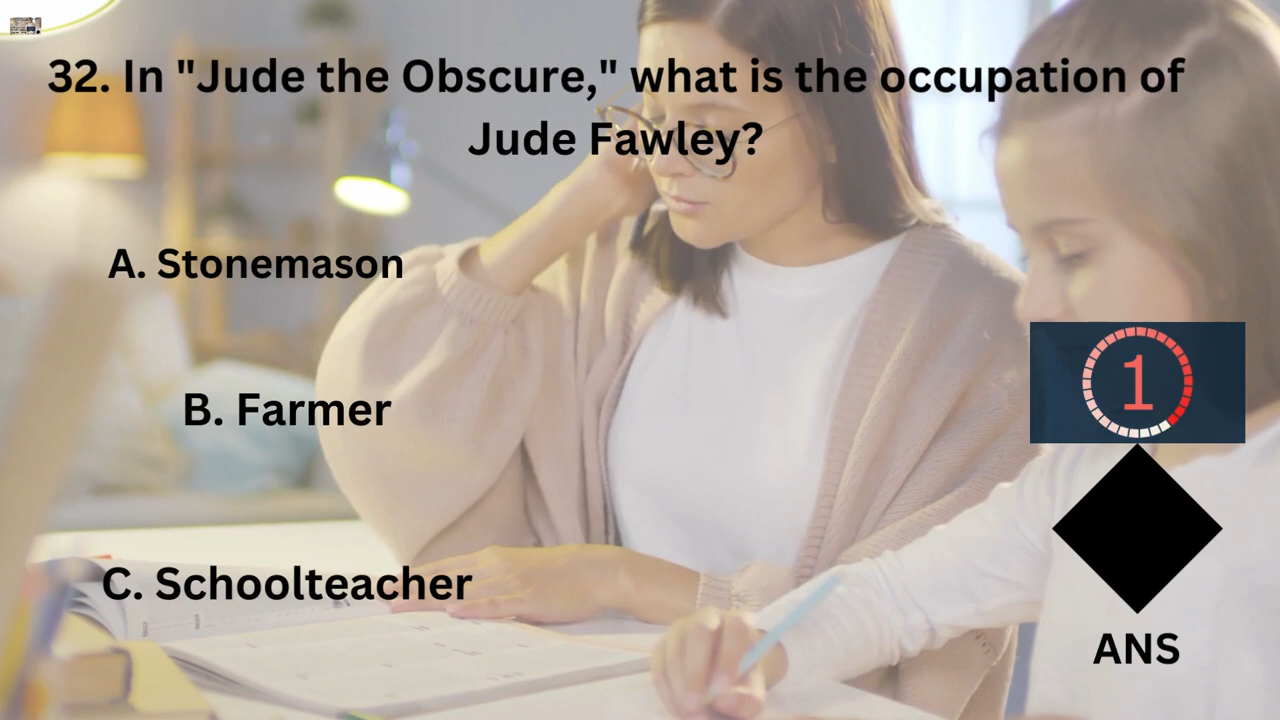 32. In "Jude the Obscure," what is the occupation of
Jude Fawley?
A. Stonemason
B. Farmer
1
C. Schoolteacher
ANS